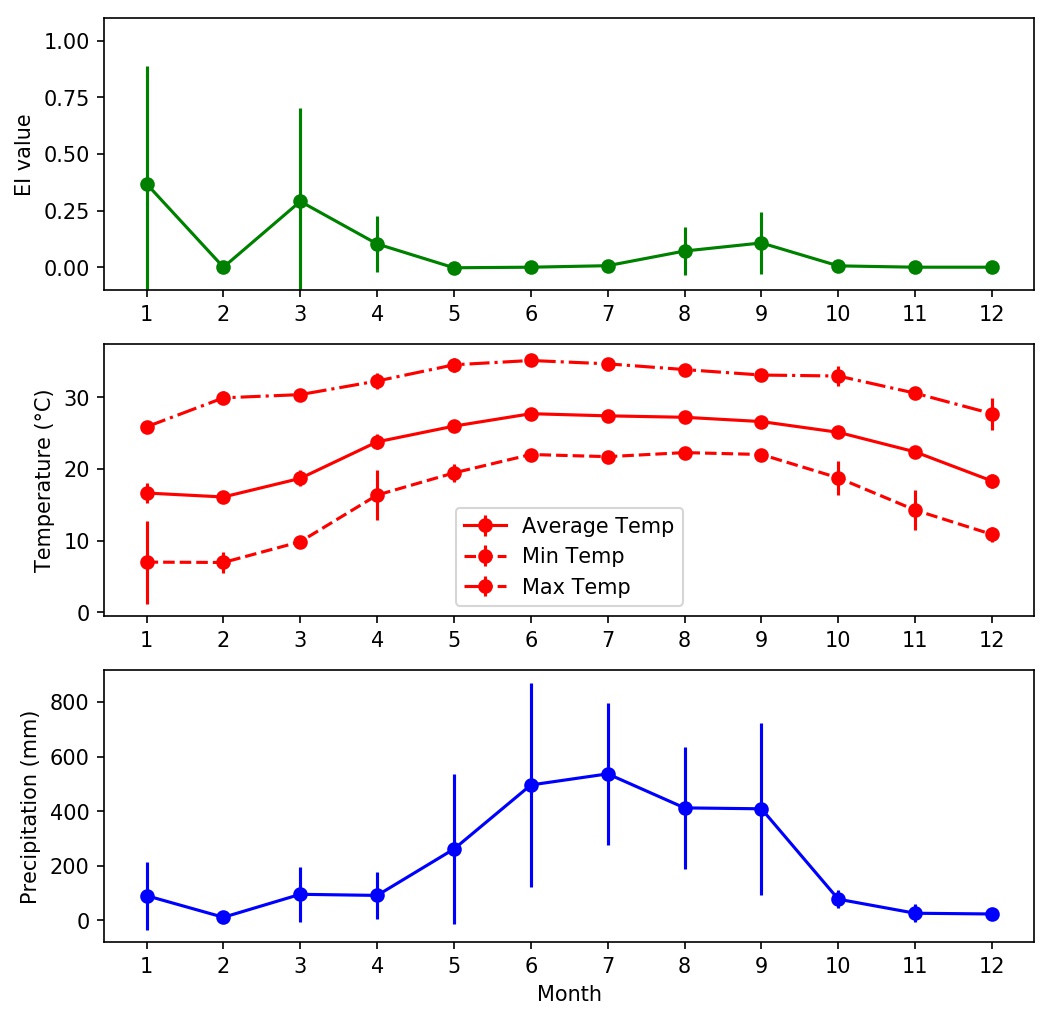 1.00
0.75
0.50
0.25
0.00
EI value
1 2 3 4 5 6 7 8 9 10 11 12
30
20
10
0
Temperature (°C)
Average Temp
Min Temp
Max Temp
1 2 3 4 5 6 7 8 9 10 11 12
800
600
400
200
0
Precipitation (mm)
1 2 3 4 5 6 7 8 9 10 11 12
Month